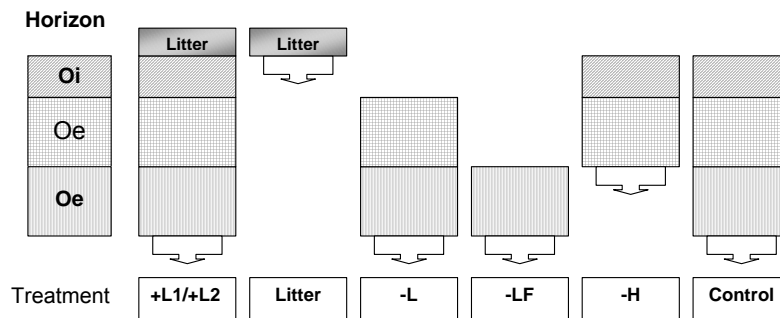 Horizon
Litter
Litter
Oi
Oe
Oe
Treatment +L1/+L2 Litter -L -LF -H Control